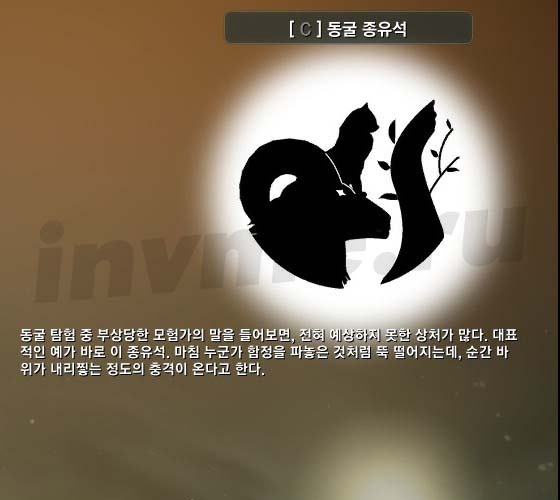 [ C ] 동굴 종유석
invme.ru
동굴 탐험 중 부상당한 모험가의 말을 들어보면, 전혀 예상하지 못한 상처가 많다. 대표
적인 예가 바로 이 종유석. 마침 누군가 함정을 파놓은 것처럼 뚝 떨어지는데, 순간 바
위가 내리찧는 정도의 충격이 온다고 한다.